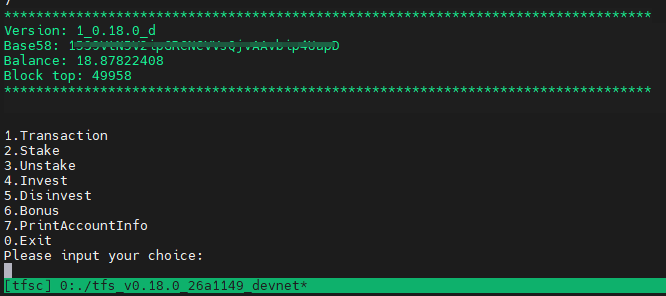 7
********************************************************************************
Version: 1_0.18.0_d
Base58:
Balance: 18.87822408
Block top: 49958
********************************************************************************
1.Transaction
2.Stake
3.Unstake
4.Invest
5.Disinvest
6.Bonus
7.PrintAccountInfo
0.Exit
Please input your choice:
[tfsc] 0:./tfs_v0.18.0_26a1149_devnet*